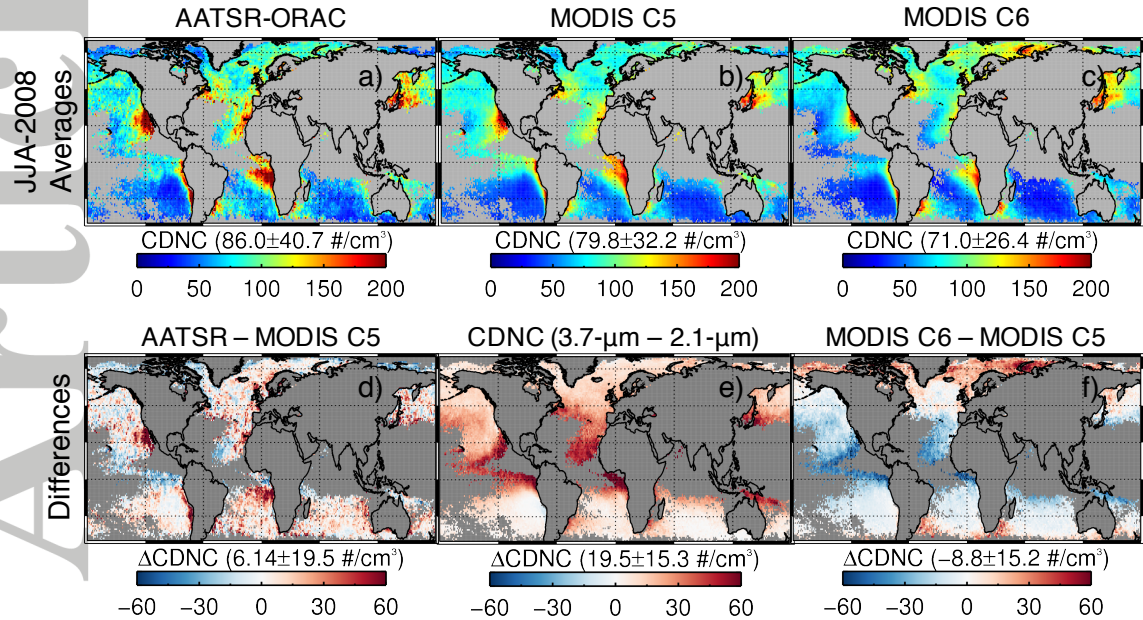 AATSR-ORAC MODIS C5 MODIS C6
JJA-2008
Averages
a) b) c)
CDNC (86.0±40.7 #/cm³) CDNC (79.8±32.2 #/cm³) CDNC (71.0±26.4 #/cm³)
0 50 100 150 200 0 50 100 150 200 0 50 100 150 200
AATSR – MODIS C5 CDNC (3.7-μm – 2.1-μm) MODIS C6 – MODIS C5
Differences
d) e) f)
ΔCDNC (6.14±19.5 #/cm³) ΔCDNC (19.5±15.3 #/cm³) ΔCDNC (−8.8±15.2 #/cm³)
−60 −30 0 30 60 −60 −30 0 30 60 −60 −30 0 30 60